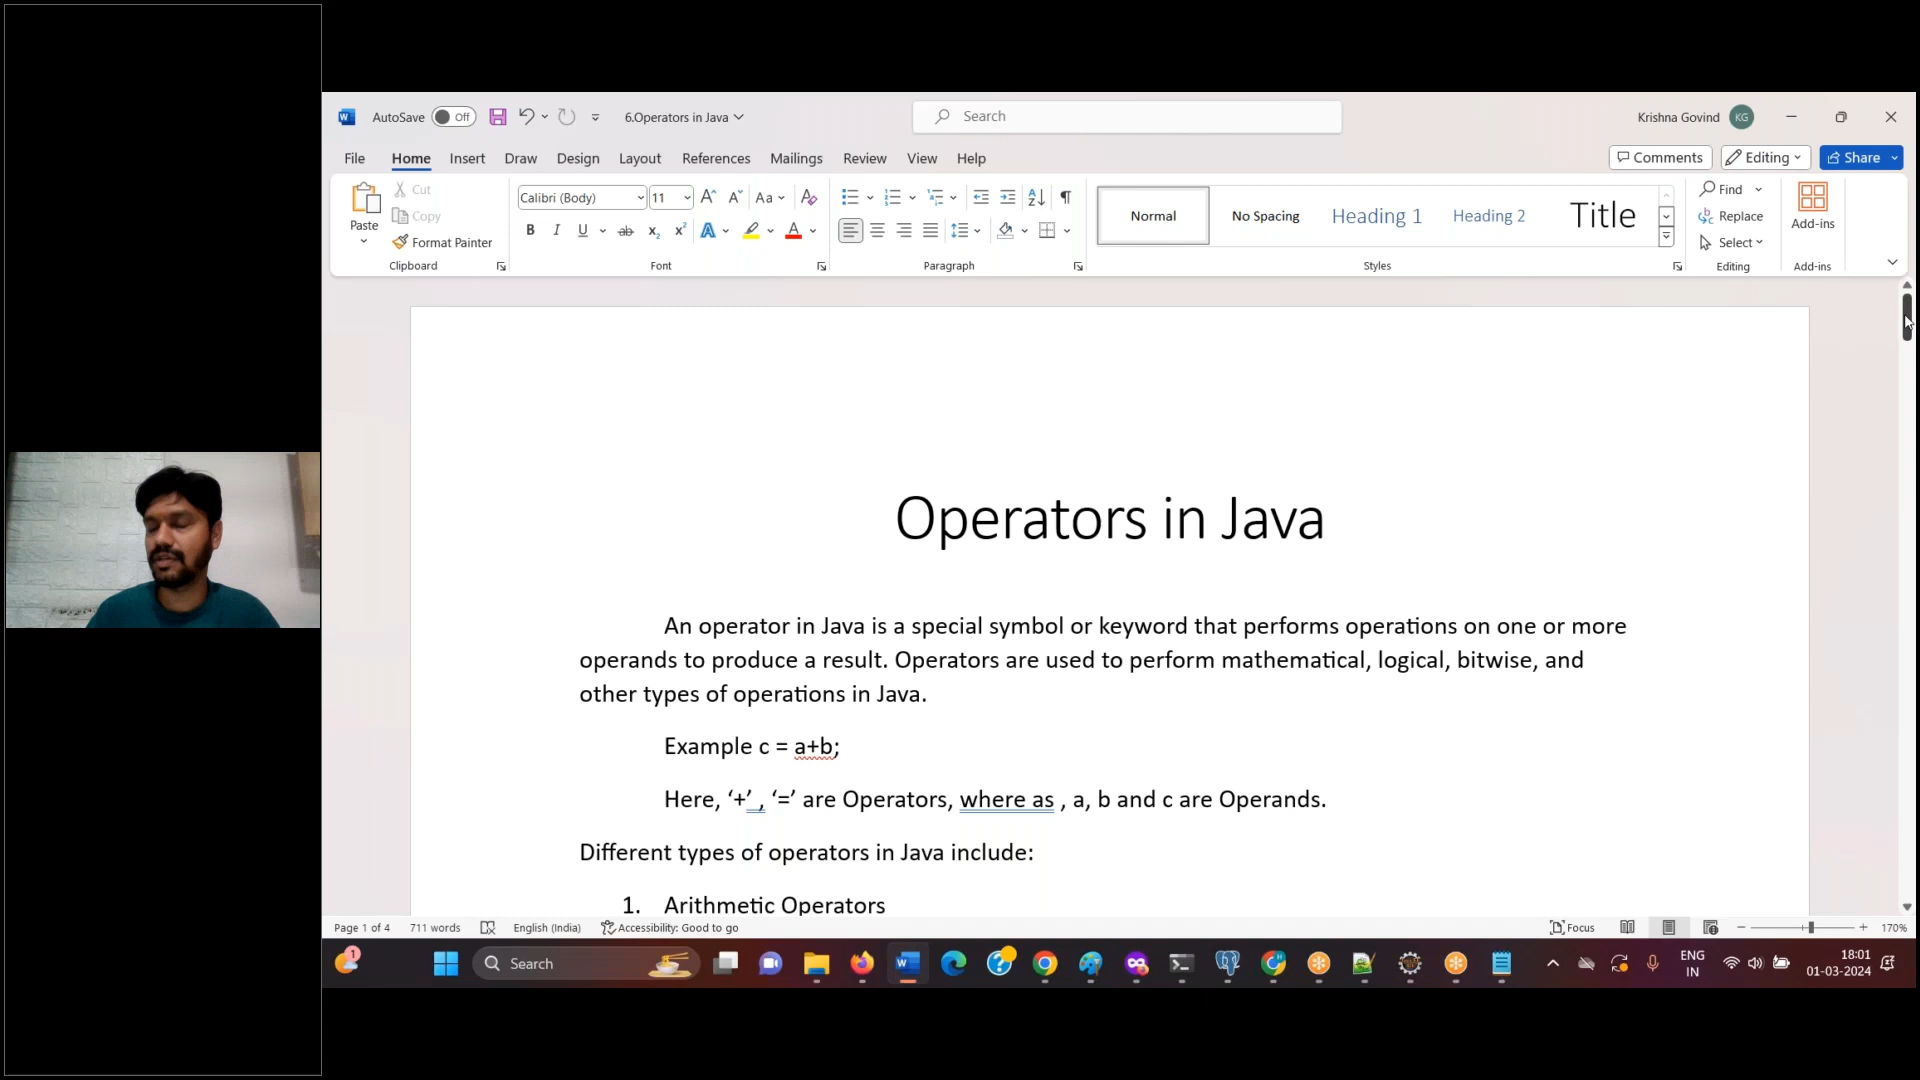 AutoSave Off 6.Operators in Java Search Krishna Govind KG
File Home Insert Draw Design Layout References Mailings Review View Help Comments Editing Share
Paste Cut Copy Format Painter Clipboard
Calibri (Body) 11 Aa B I U ab x₂ x² A A Font
Paragraph
Normal No Spacing Heading 1 Heading 2 Title Styles
Find Replace Select Editing
Add-ins Add-ins
Operators in Java
An operator in Java is a special symbol or keyword that performs operations on one or more
operands to produce a result. Operators are used to perform mathematical, logical, bitwise, and
other types of operations in Java.
Example c = a+b;
Here, ‘+’ , ‘=’ are Operators, where as , a, b and c are Operands.
Different types of operators in Java include:
1. Arithmetic Operators
Page 1 of 4 711 words English (India) Accessibility: Good to go Focus 170%
1 Search ENG IN 18:01 01-03-2024